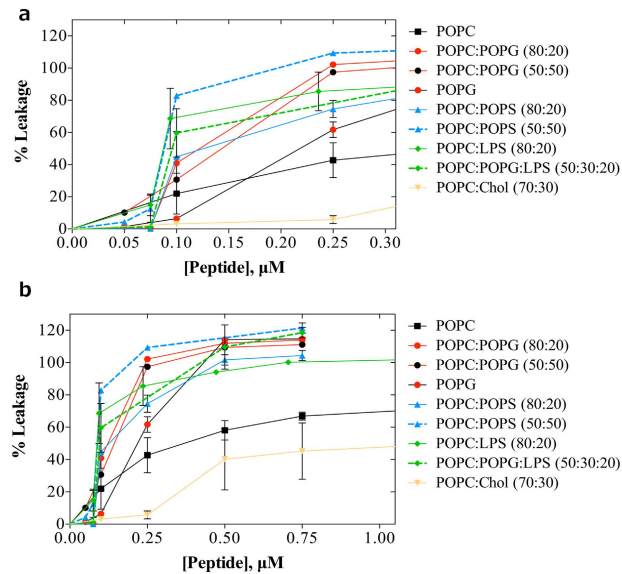 a
% Leakage
120
100
80
60
40
20
0
0.00 0.05 0.10 0.15 0.20 0.25 0.30
[Peptide], μM
POPC
POPC:POPG (80:20)
POPC:POPG (50:50)
POPG
POPC:POPS (80:20)
POPC:POPS (50:50)
POPC:LPS (80:20)
POPC:POPG:LPS (50:30:20)
POPC:Chol (70:30)
b
% Leakage
120
100
80
60
40
20
0
0.00 0.25 0.50 0.75 1.00
[Peptide], μM
POPC
POPC:POPG (80:20)
POPC:POPG (50:50)
POPG
POPC:POPS (80:20)
POPC:POPS (50:50)
POPC:LPS (80:20)
POPC:POPG:LPS (50:30:20)
POPC:Chol (70:30)